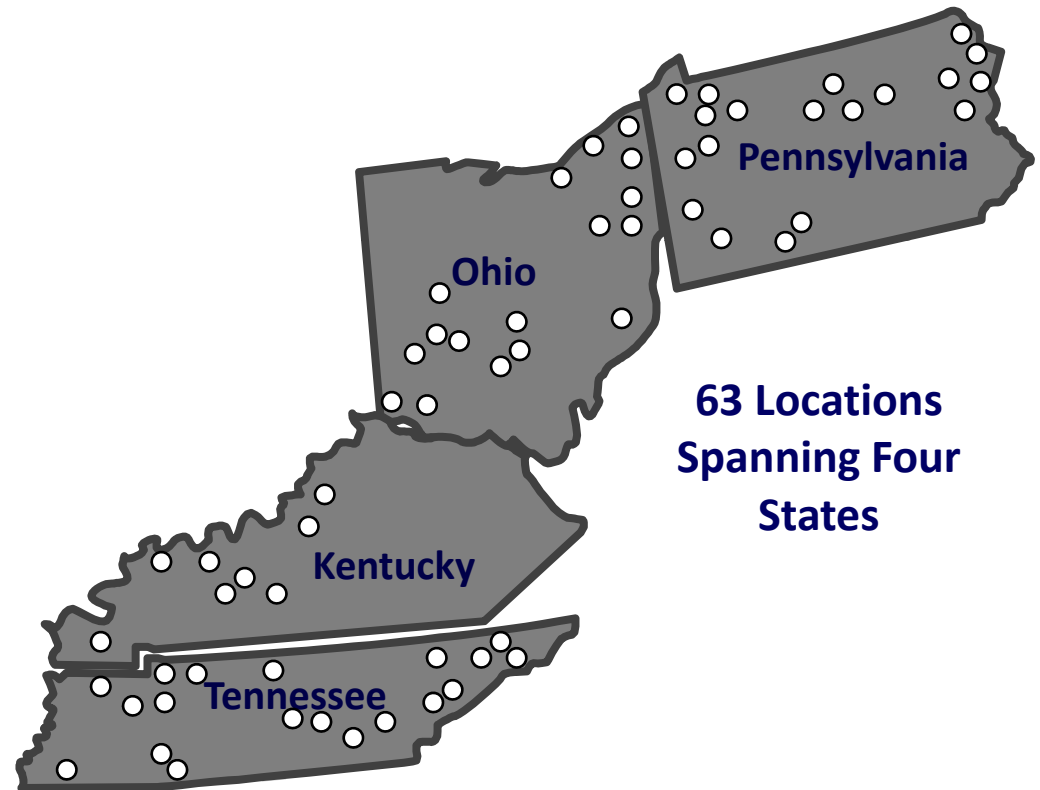 Pennsylvania
Ohio
63 Locations
Spanning Four
States
Kentucky
Tennessee